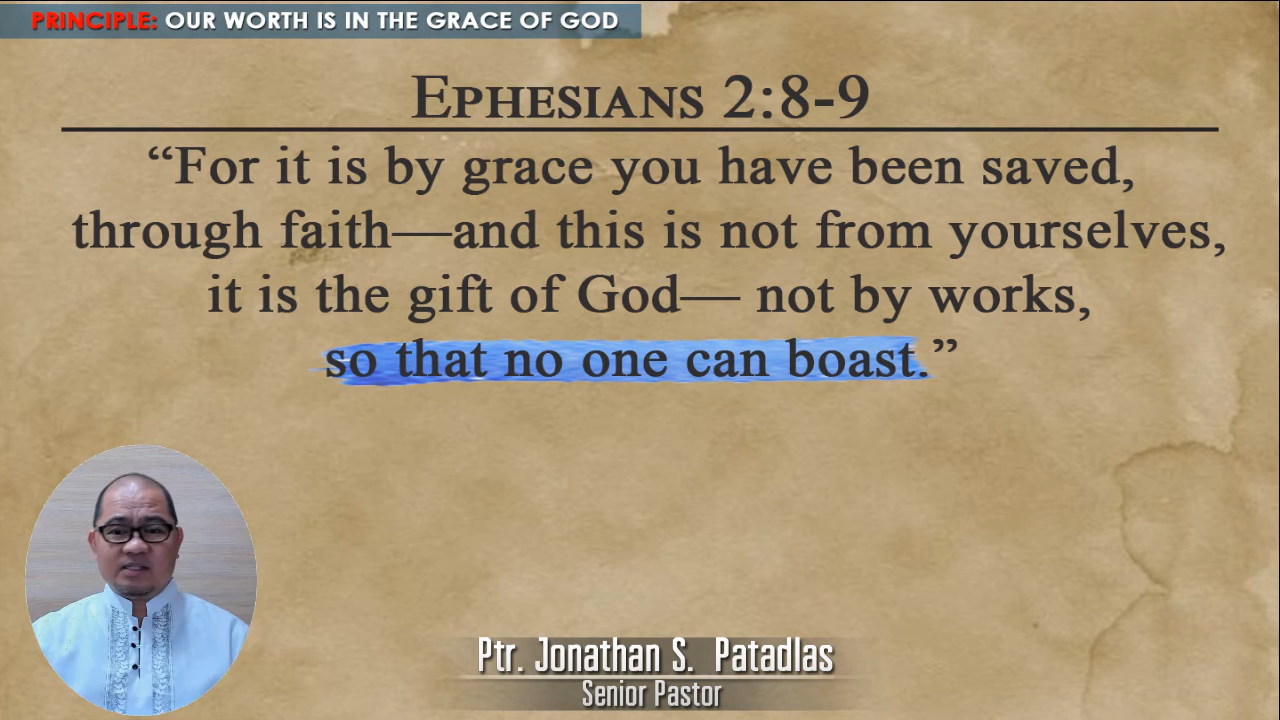 PRINCIPLE: OUR WORTH IS IN THE GRACE OF GOD
EPHESIANS 2:8-9
“For it is by grace you have been saved,
through faith—and this is not from yourselves,
it is the gift of God— not by works,
so that no one can boast.”
Ptr. Jonathan S. Patadlas
Senior Pastor